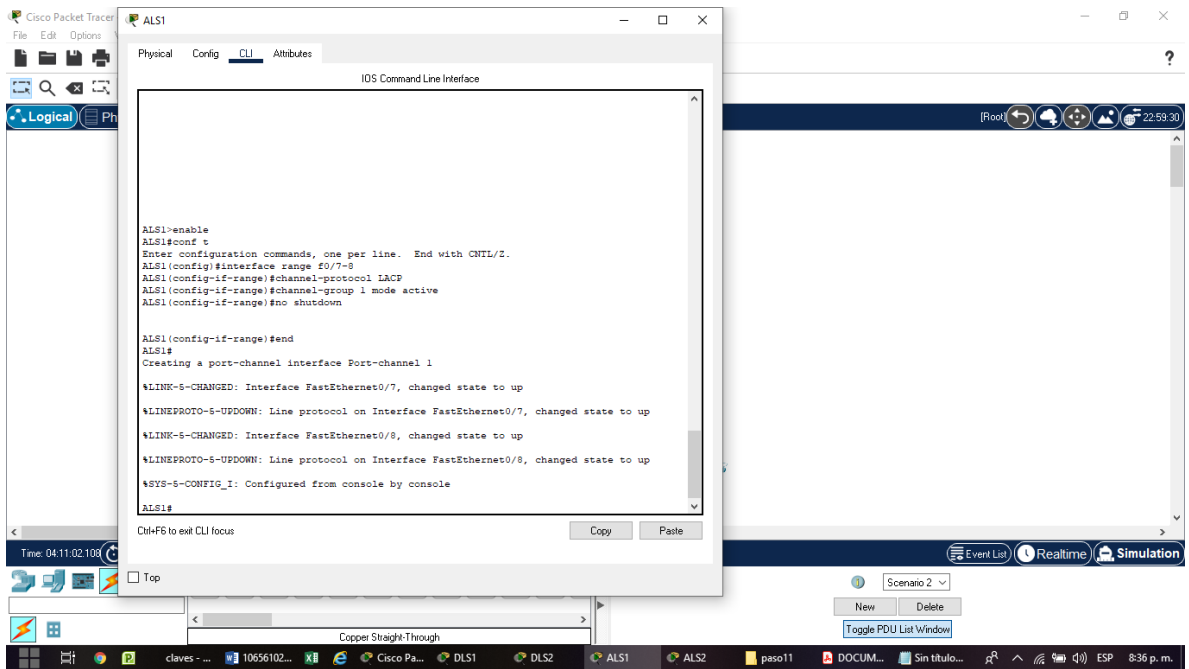 Cisco Packet Tracer
File Edit Options
Logical
[Root]
22:59:30
ALS1
Physical Config CLI Attributes
IOS Command Line Interface
ALS1>enable
ALS1#conf t
Enter configuration commands, one per line. End with CNTL/Z.
ALS1(config)#interface range f0/7-8
ALS1(config-if-range)#channel-protocol LACP
ALS1(config-if-range)#channel-group 1 mode active
ALS1(config-if-range)#no shutdown
ALS1(config-if-range)#end
ALS1#
Creating a port-channel interface Port-channel 1
%LINK-5-CHANGED: Interface FastEthernet0/7, changed state to up
%LINEPROTO-5-UPDOWN: Line protocol on Interface FastEthernet0/7, changed state to up
%LINK-5-CHANGED: Interface FastEthernet0/8, changed state to up
%LINEPROTO-5-UPDOWN: Line protocol on Interface FastEthernet0/8, changed state to up
%SYS-5-CONFIG_I: Configured from console by console
ALS1#
Ctrl+F6 to exit CLI focus
Copy Paste
Top
Time: 04:11:02.108
Event List Realtime Simulation
Scenario 2
New Delete
Toggle PDU List Window
Copper Straight-Through
claves - ... 10656102... Cisco Pa... DLS1 DLS2 ALS1 ALS2 paso11 DOCUM... Sin título... ESP 8:36 p. m.